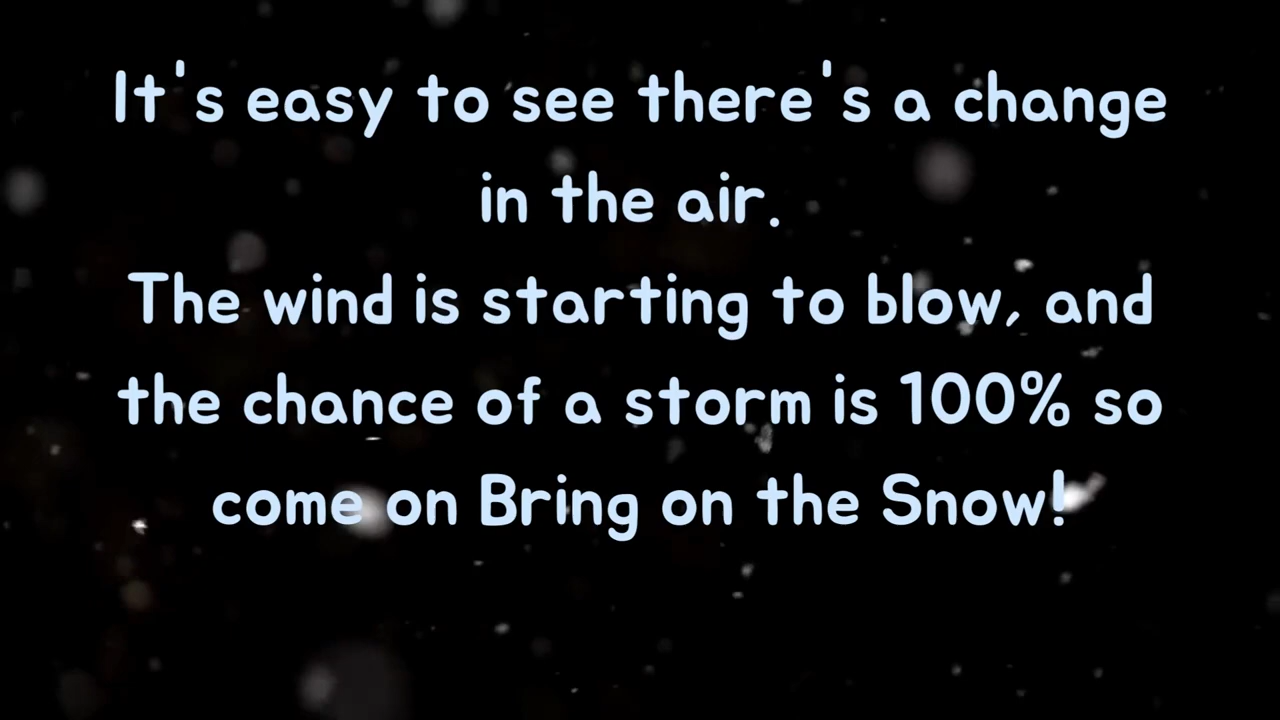 It's easy to see there's a change
in the air.
The wind is starting to blow, and
the chance of a storm is 100% so
come on Bring on the Snow!